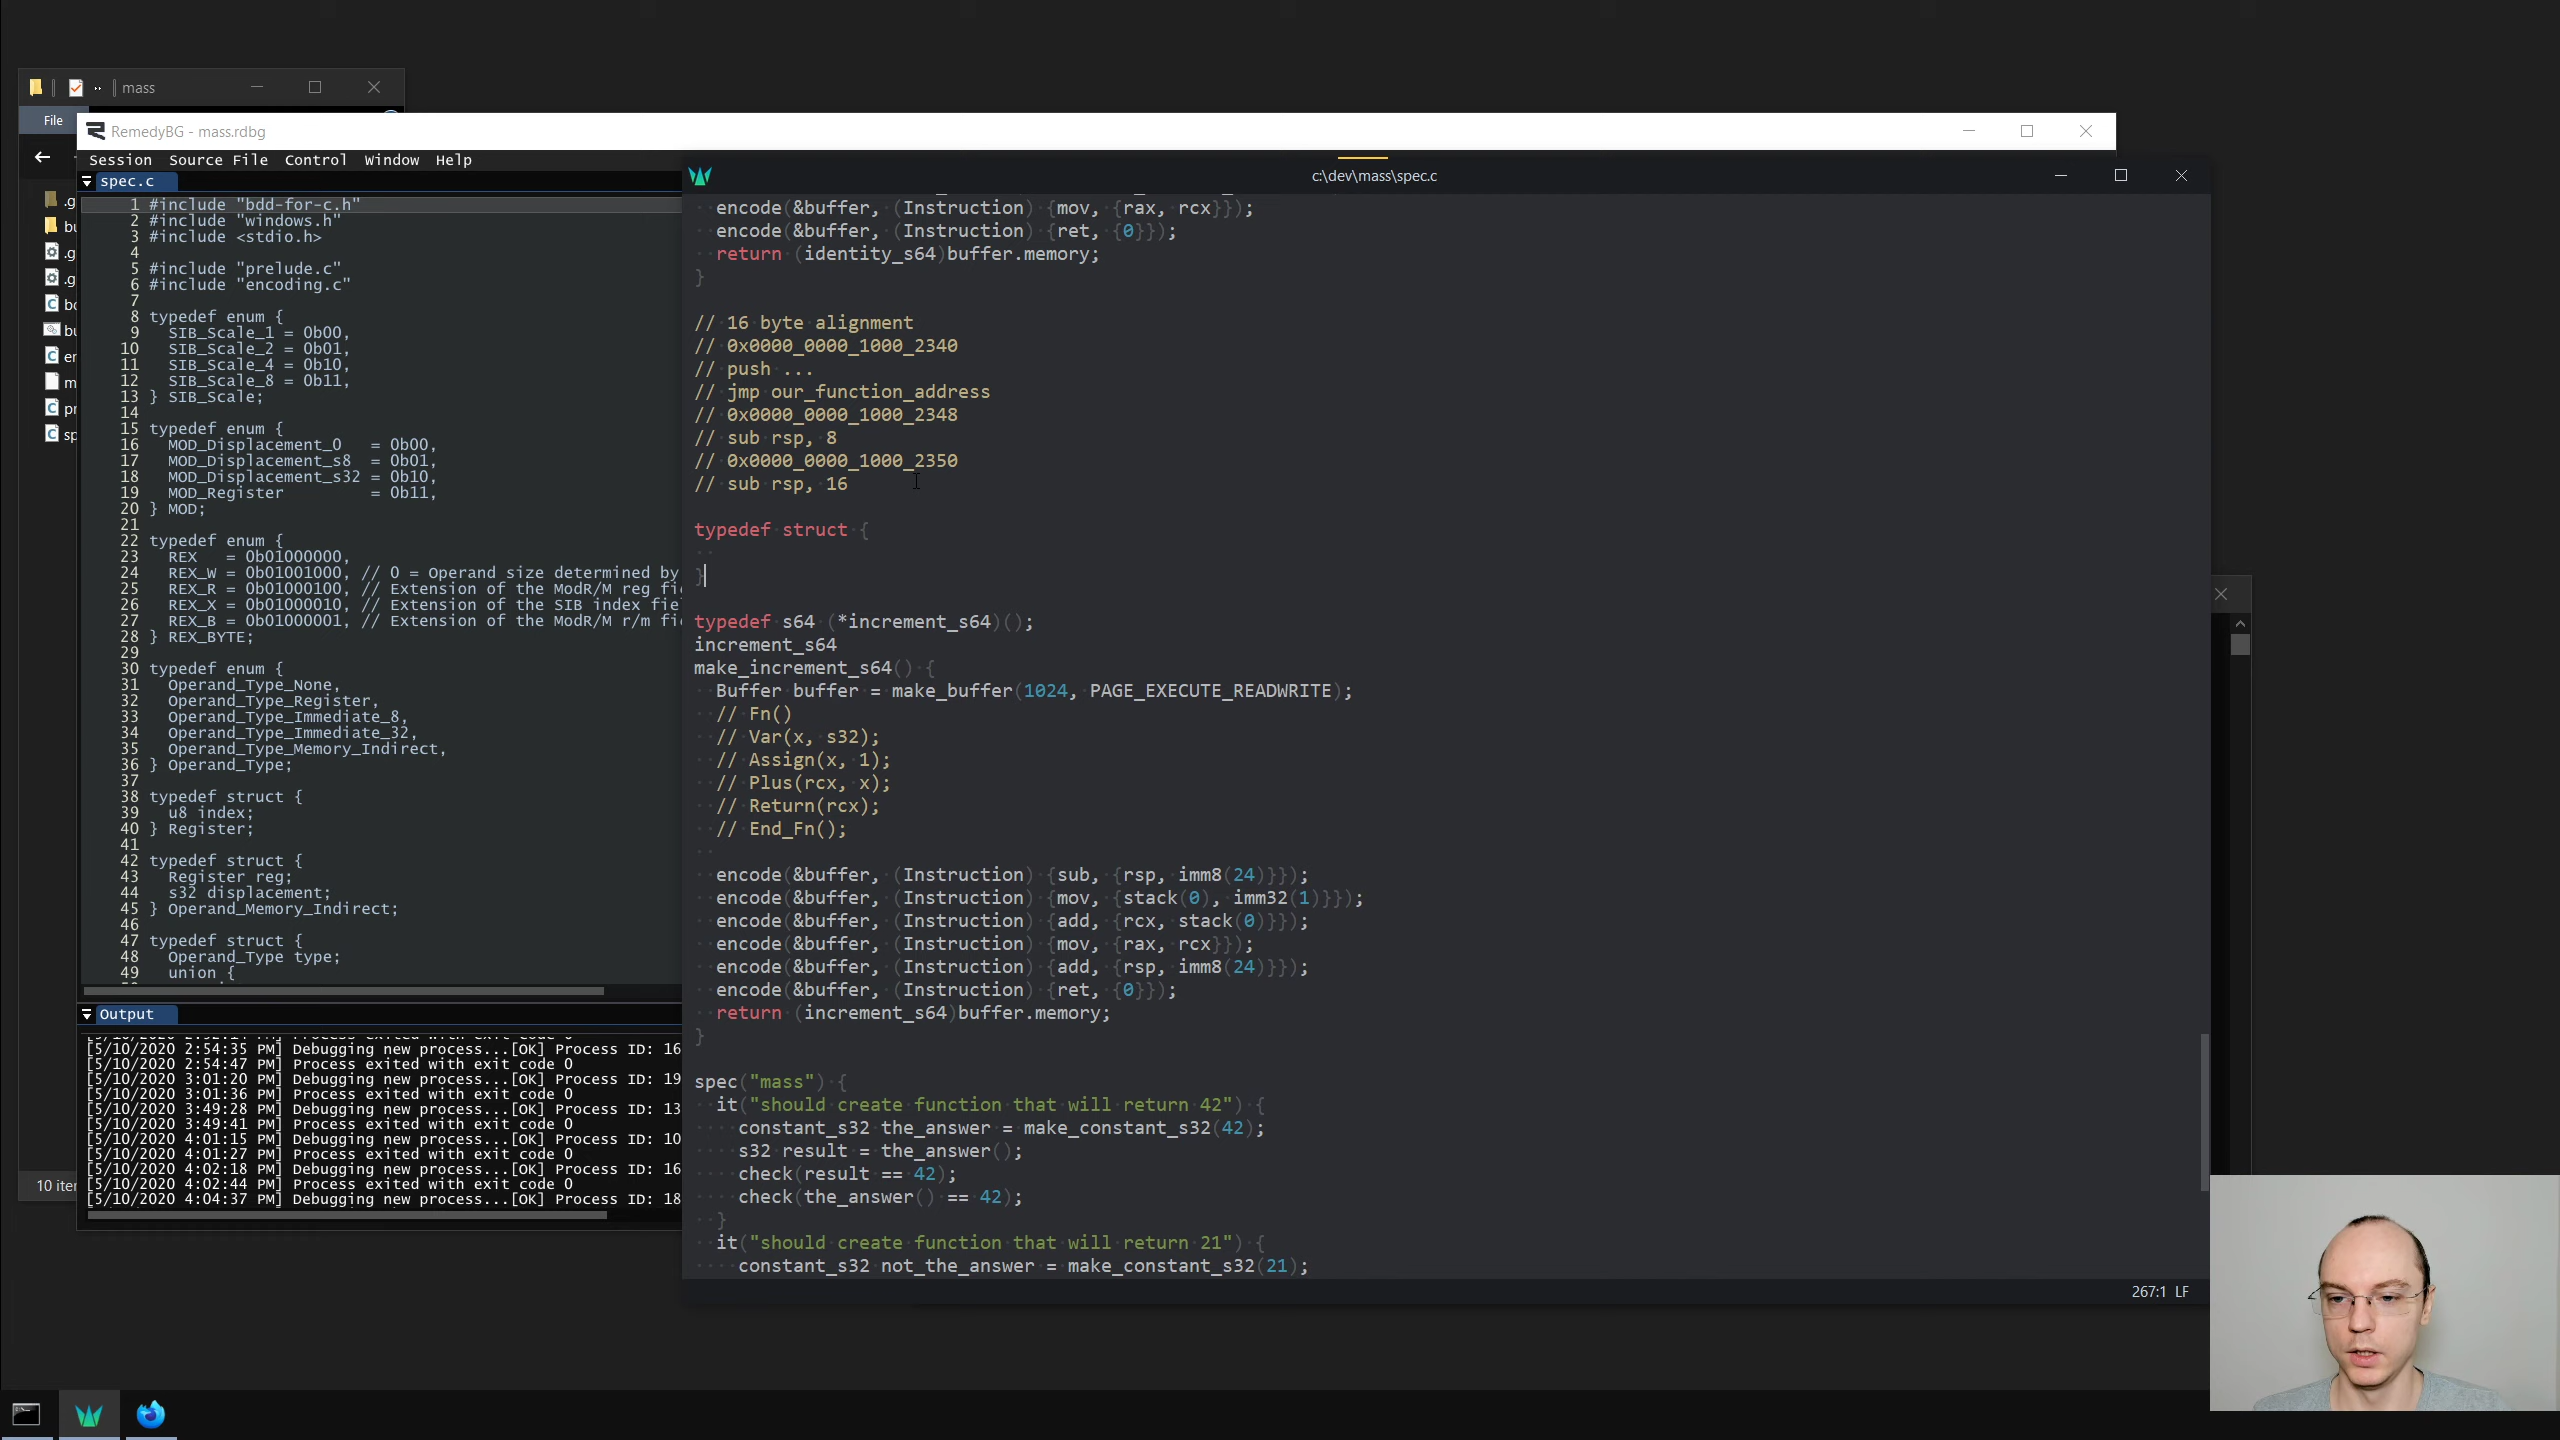 mass
File
RemedyBG - mass.rdbg
Session Source File Control Window Help
spec.c
1 #include "bdd-for-c.h"
2 #include "windows.h"
3 #include <stdio.h>
4
5 #include "prelude.c"
6 #include "encoding.c"
7
8 typedef enum {
9 SIB_Scale_1 = 0b00,
10 SIB_Scale_2 = 0b01,
11 SIB_Scale_4 = 0b10,
12 SIB_Scale_8 = 0b11,
13 } SIB_Scale;
14
15 typedef enum {
16 MOD_Displacement_0 = 0b00,
17 MOD_Displacement_s8 = 0b01,
18 MOD_Displacement_s32 = 0b10,
19 MOD_Register = 0b11,
20 } MOD;
21
22 typedef enum {
23 REX = 0b01000000,
24 REX_W = 0b01001000, // 0 = Operand size determined by
25 REX_R = 0b01000100, // Extension of the ModR/M reg fi
26 REX_X = 0b01000010, // Extension of the SIB index fie
27 REX_B = 0b01000001, // Extension of the ModR/M r/m fi
28 } REX_BYTE;
29
30 typedef enum {
31 Operand_Type_None,
32 Operand_Type_Register,
33 Operand_Type_Immediate_8,
34 Operand_Type_Immediate_32,
35 Operand_Type_Memory_Indirect,
36 } Operand_Type;
37
38 typedef struct {
39 u8 index;
40 } Register;
41
42 typedef struct {
43 Register reg;
44 s32 displacement;
45 } Operand_Memory_Indirect;
46
47 typedef struct {
48 Operand_Type type;
49 union {
Output
[5/10/2020 2:54:35 PM] Debugging new process...[OK] Process ID: 16
[5/10/2020 2:54:47 PM] Process exited with exit code 0
[5/10/2020 3:01:20 PM] Debugging new process...[OK] Process ID: 19
[5/10/2020 3:01:36 PM] Process exited with exit code 0
[5/10/2020 3:49:28 PM] Debugging new process...[OK] Process ID: 13
[5/10/2020 3:49:41 PM] Process exited with exit code 0
[5/10/2020 4:01:15 PM] Debugging new process...[OK] Process ID: 10
[5/10/2020 4:01:27 PM] Process exited with exit code 0
[5/10/2020 4:02:18 PM] Debugging new process...[OK] Process ID: 16
[5/10/2020 4:02:44 PM] Process exited with exit code 0
[5/10/2020 4:04:37 PM] Debugging new process...[OK] Process ID: 18
10 iter
c:\dev\mass\spec.c
encode(&buffer, (Instruction) {mov, {rax, rcx}});
encode(&buffer, (Instruction) {ret, {0}});
return (identity_s64)buffer.memory;
}
// 16 byte alignment
// 0x0000_0000_1000_2340
// push ...
// jmp our_function_address
// 0x0000_0000_1000_2348
// sub rsp, 8
// 0x0000_0000_1000_2350
// sub rsp, 16
typedef struct {
}
typedef s64 (*increment_s64)();
increment_s64
make_increment_s64() {
Buffer buffer = make_buffer(1024, PAGE_EXECUTE_READWRITE);
// Fn()
// Var(x, s32);
// Assign(x, 1);
// Plus(rcx, x);
// Return(rcx);
// End_Fn();
encode(&buffer, (Instruction) {sub, {rsp, imm8(24)}});
encode(&buffer, (Instruction) {mov, {stack(0), imm32(1)}});
encode(&buffer, (Instruction) {add, {rcx, stack(0)}});
encode(&buffer, (Instruction) {mov, {rax, rcx}});
encode(&buffer, (Instruction) {add, {rsp, imm8(24)}});
encode(&buffer, (Instruction) {ret, {0}});
return (increment_s64)buffer.memory;
}
spec("mass") {
it("should create function that will return 42") {
constant_s32 the_answer = make_constant_s32(42);
s32 result = the_answer();
check(result == 42);
check(the_answer() == 42);
}
it("should create function that will return 21") {
constant_s32 not_the_answer = make_constant_s32(21);
267:1 LF